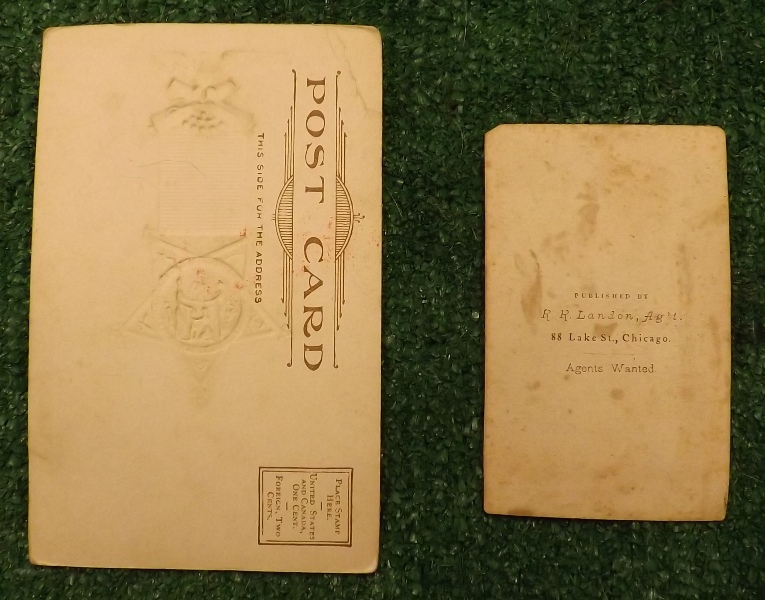 POST CARD
THIS SIDE FOR THE ADDRESS
PLACE STAMP
HERE.
UNITED STATES
AND CANADA,
ONE CENT.
FOREIGN, TWO
CENTS.
PUBLISHED BY
R. R. Landon, Ag't.
88 Lake St., Chicago.
Agents Wanted.